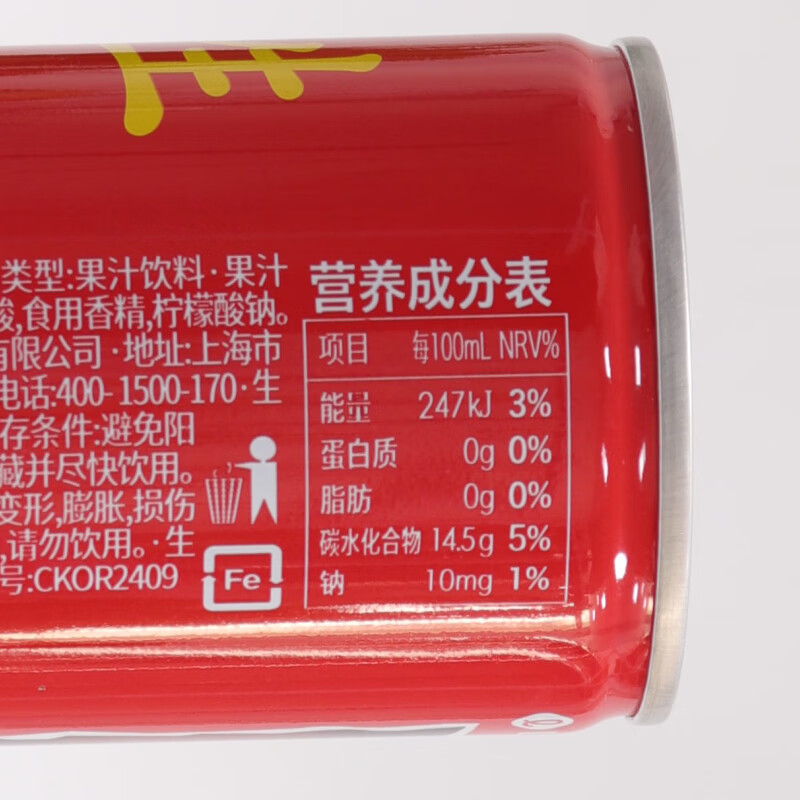 类型:果汁饮料·果汁
酸,食用香精,柠檬酸钠。
有限公司·地址:上海市
电话:400-1500-170·生
存条件:避免阳
藏并尽快饮用。
变形,膨胀,损伤
,请勿饮用。·生
号:CKOR2409
Fe
营养成分表
项目 每100mL NRV%
能量 247kJ 3%
蛋白质 0g 0%
脂肪 0g 0%
碳水化合物 14.5g 5%
钠 10mg 1%